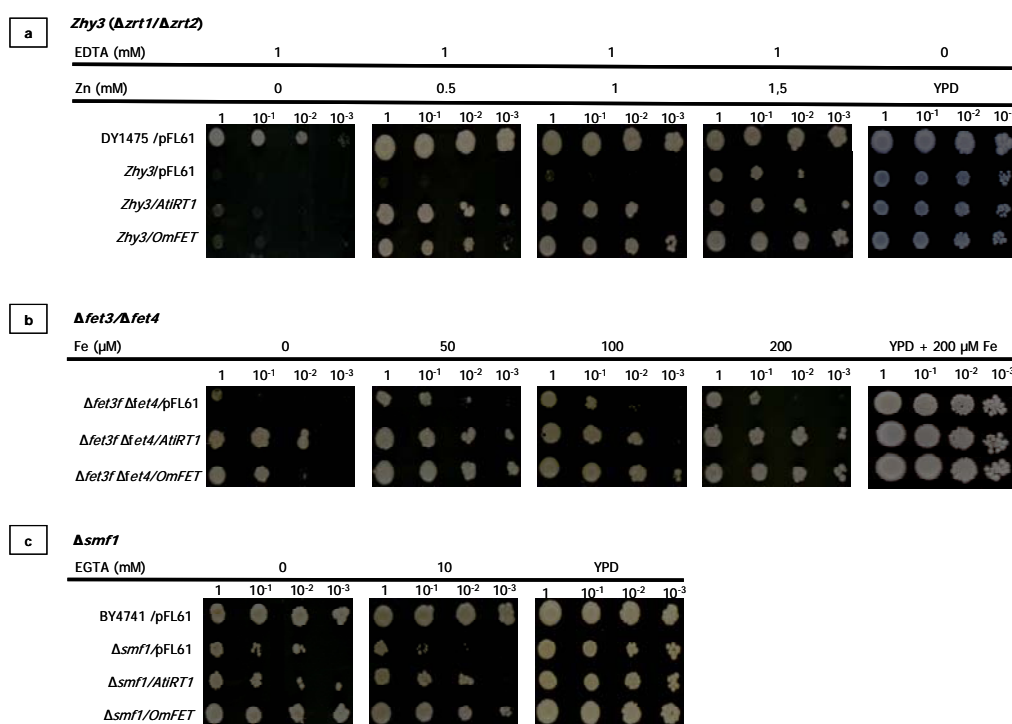 a
Zhy3 (Δzrt1/Δzrt2)
EDTA (mM) 1 1 1 1 0
Zn (mM) 0 0.5 1 1,5 YPD
1 10-1 10-2 10-3 1 10-1 10-2 10-3 1 10-1 10-2 10-3 1 10-1 10-2 10-3 1 10-1 10-2 10-
DY1475 /pFL61
Zhy3/pFL61
Zhy3/AtiRT1
Zhy3/OmFET
b
Δfet3/Δfet4
Fe (µM) 0 50 100 200 YPD + 200 µM Fe
1 10-1 10-2 10-3 1 10-1 10-2 10-3 1 10-1 10-2 10-3 1 10-1 10-2 10-3 1 10-1 10-2 10-3
Δfet3f Δfet4/pFL61
Δfet3f Δfet4/AtiRT1
Δfet3f Δfet4/OmFET
c
Δsmf1
EGTA (mM) 0 10 YPD
1 10-1 10-2 10-3 1 10-1 10-2 10-3 1 10-1 10-2 10-3
BY4741 /pFL61
Δsmf1/pFL61
Δsmf1/AtiRT1
Δsmf1/OmFET